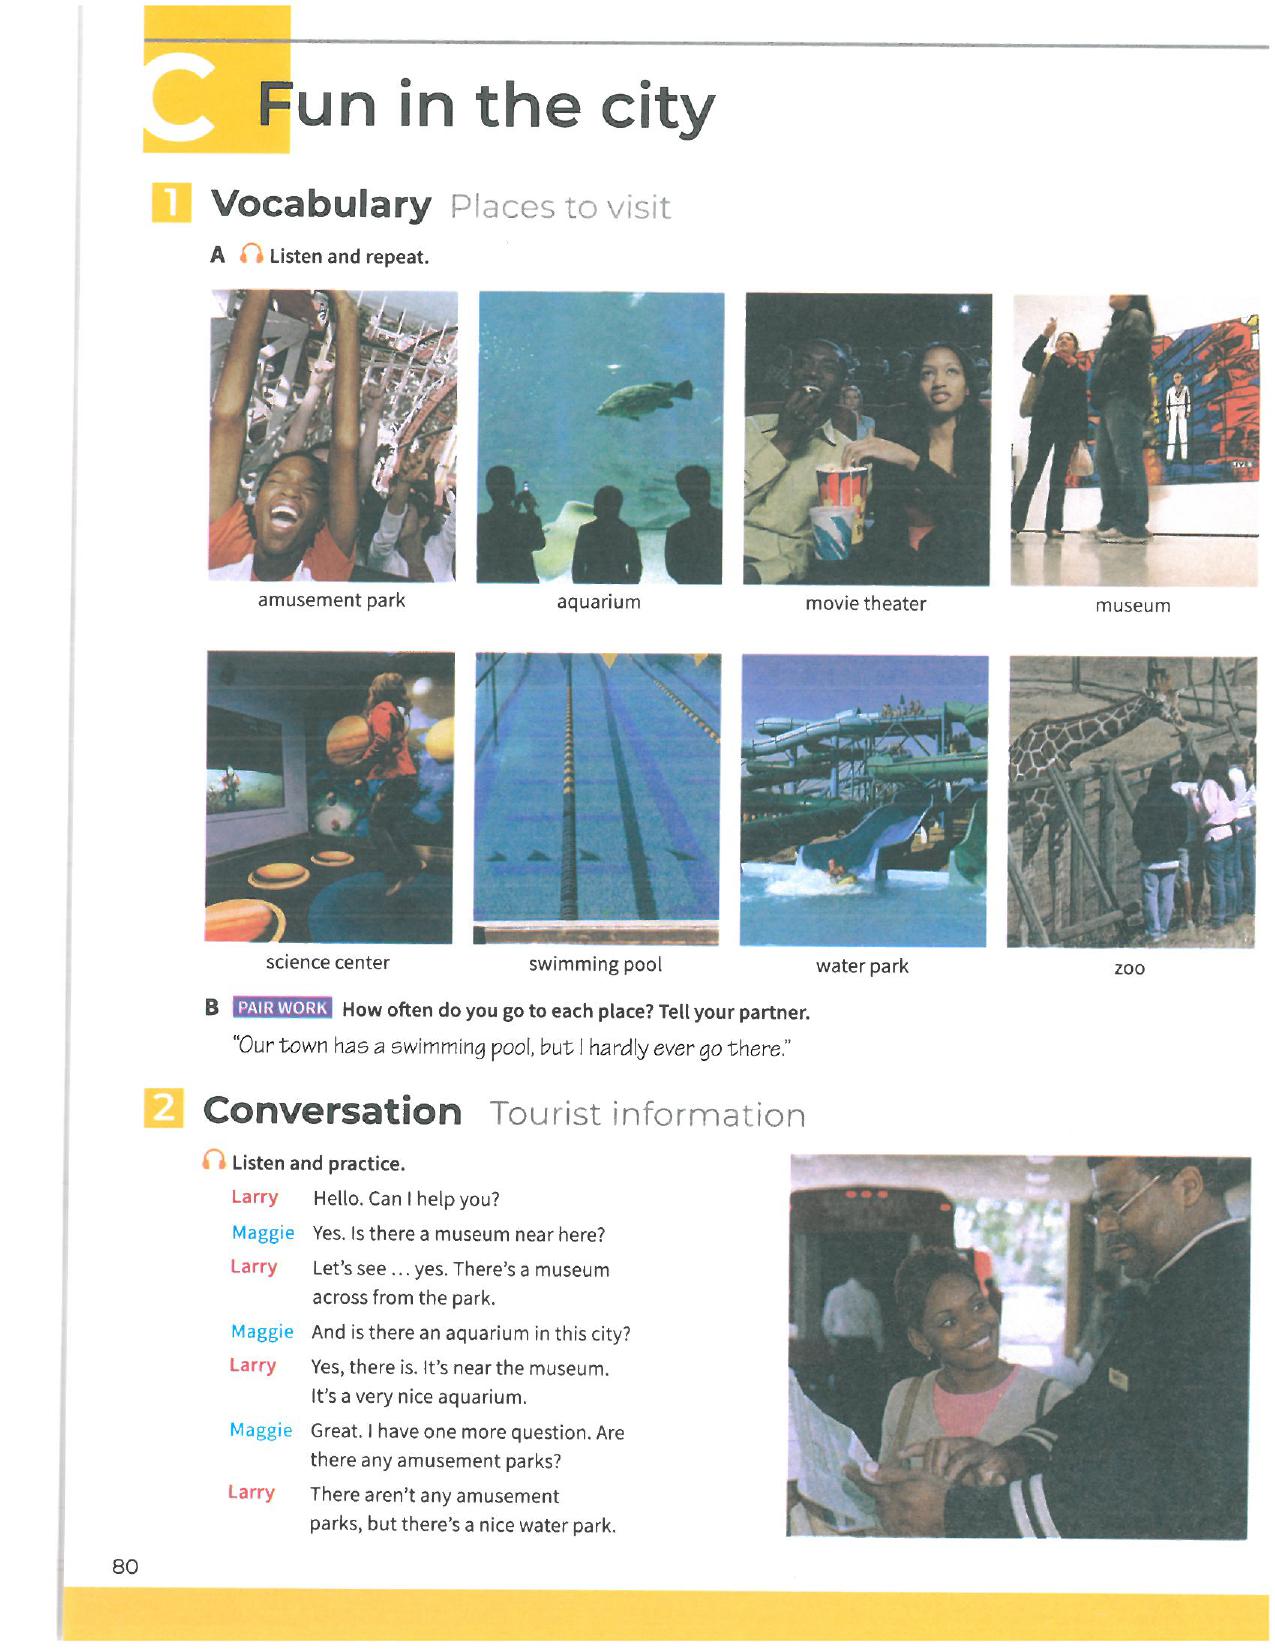 C Fun in the city
1 Vocabulary Places to visit
A Listen and repeat.
amusement park
aquarium
movie theater
museum
science center
swimming pool
water park
zoo
B PAIR WORK How often do you go to each place? Tell your partner.
"Our town has a swimming pool, but I hardly ever go there."
2 Conversation Tourist information
Listen and practice.
Larry Hello. Can I help you?
Maggie Yes. Is there a museum near here?
Larry Let's see ... yes. There's a museum
across from the park.
Maggie And is there an aquarium in this city?
Larry Yes, there is. It's near the museum.
It's a very nice aquarium.
Maggie Great. I have one more question. Are
there any amusement parks?
Larry There aren't any amusement
parks, but there's a nice water park.
80